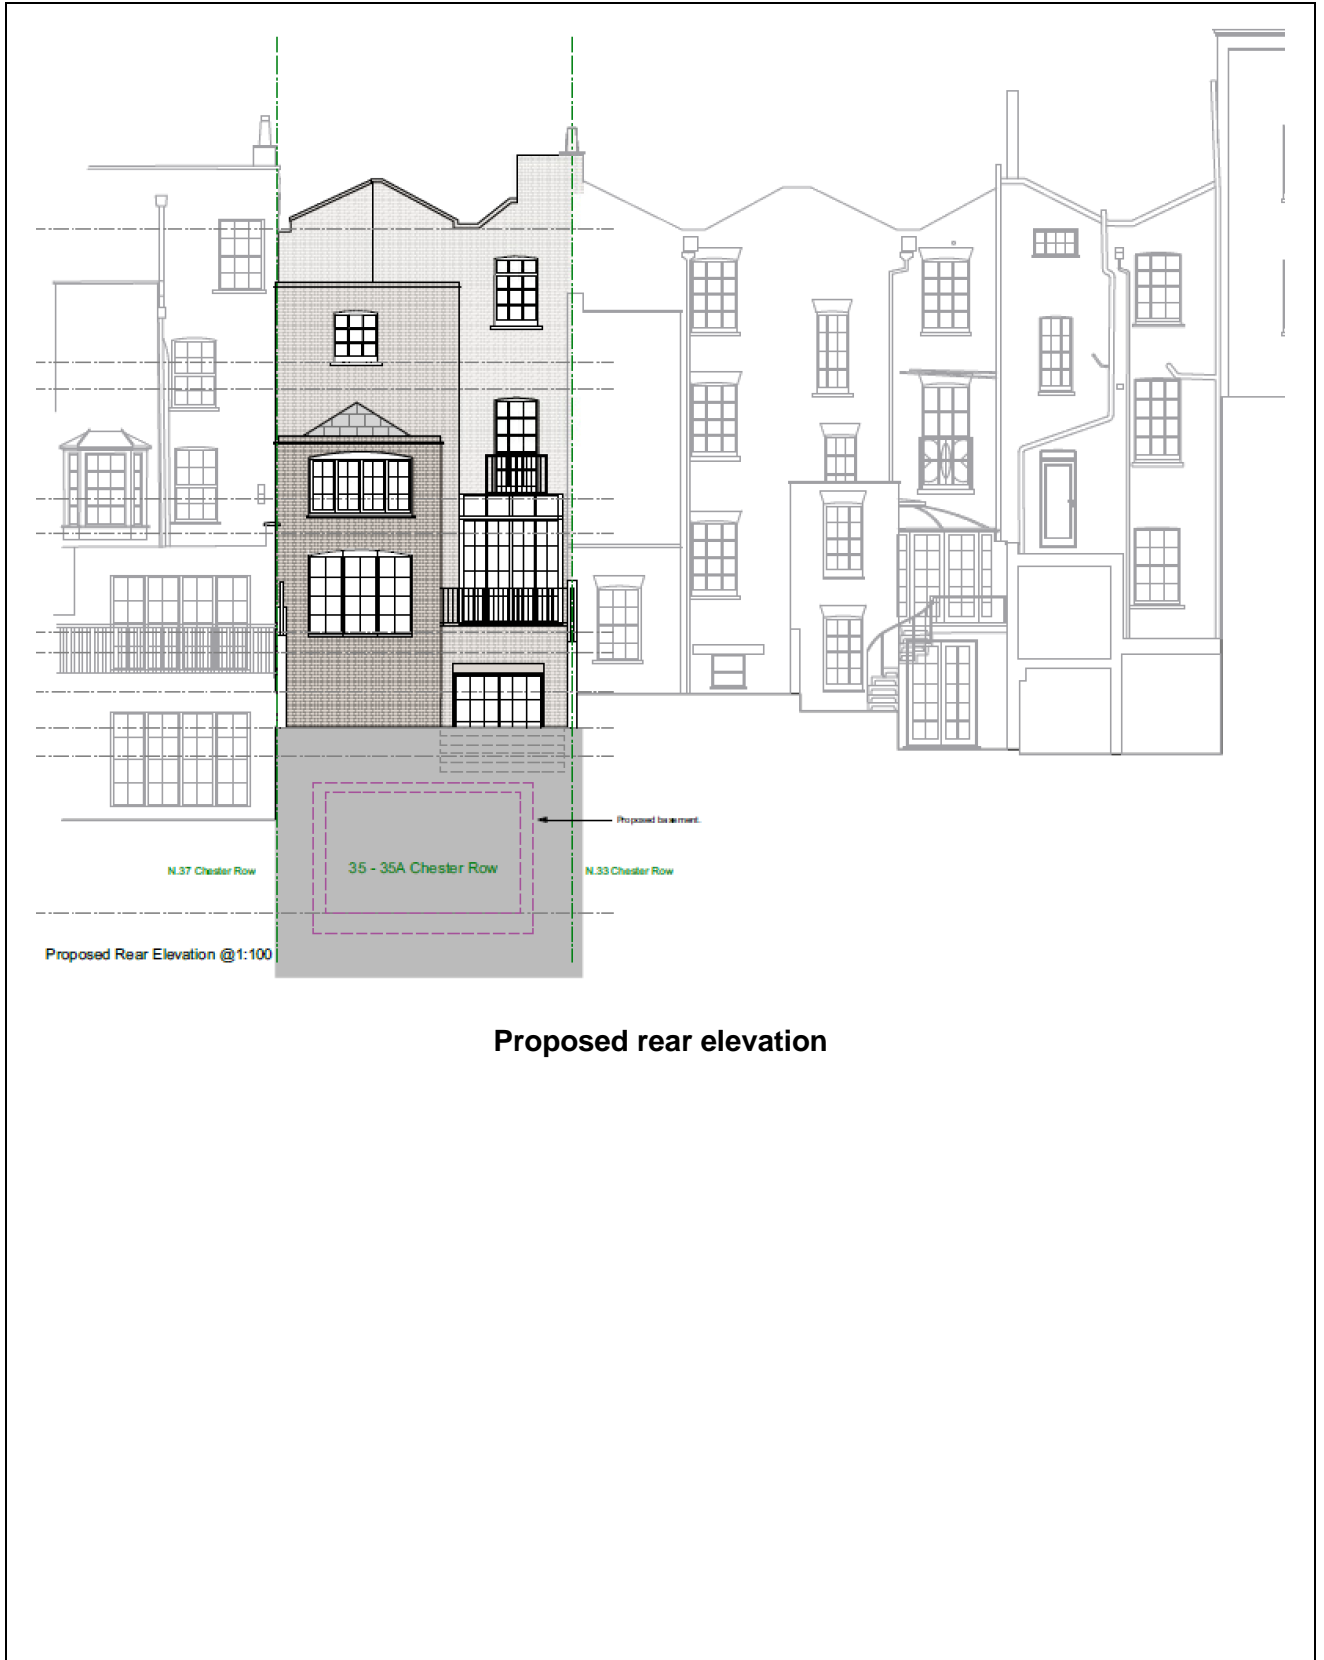 Proposed basement.
N.37 Chester Row
35 - 35A Chester Row
N.33 Chester Row
Proposed Rear Elevation @1:100
Proposed rear elevation